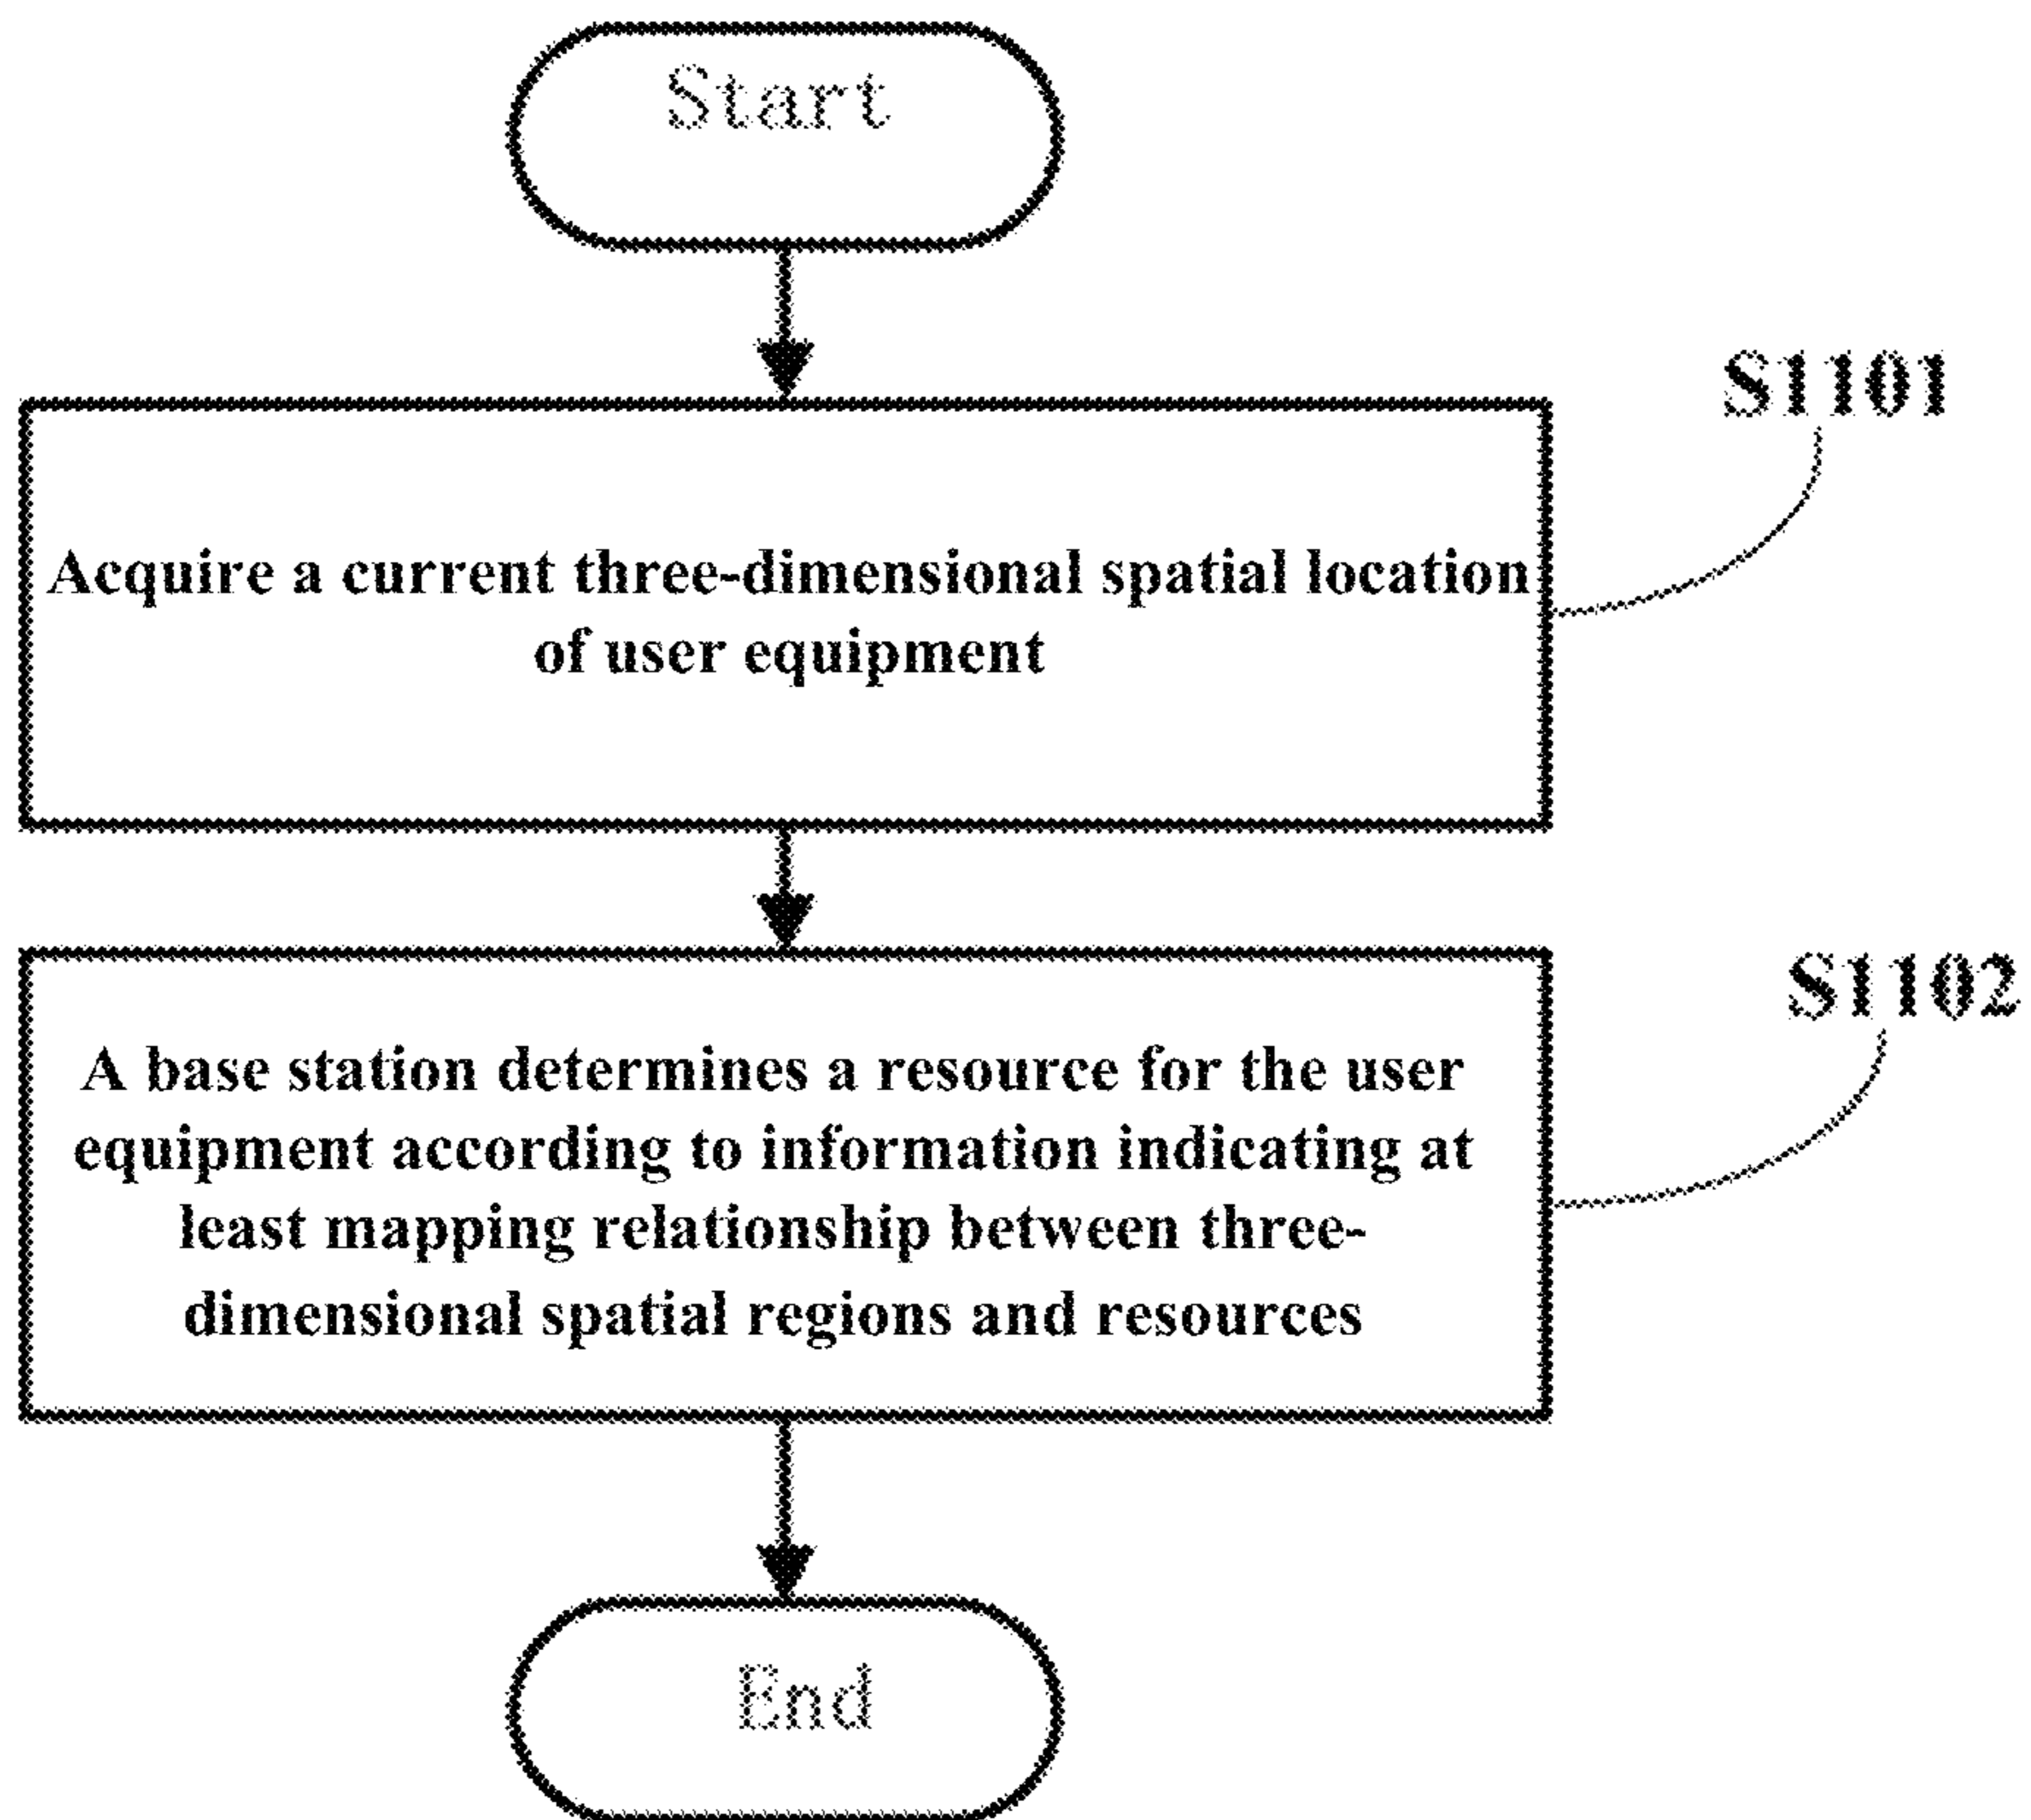 Start
S1101
Acquire a current three-dimensional spatial location
of user equipment
S1102
A base station determines a resource for the user
equipment according to information indicating at
least mapping relationship between three-
dimensional spatial regions and resources
End